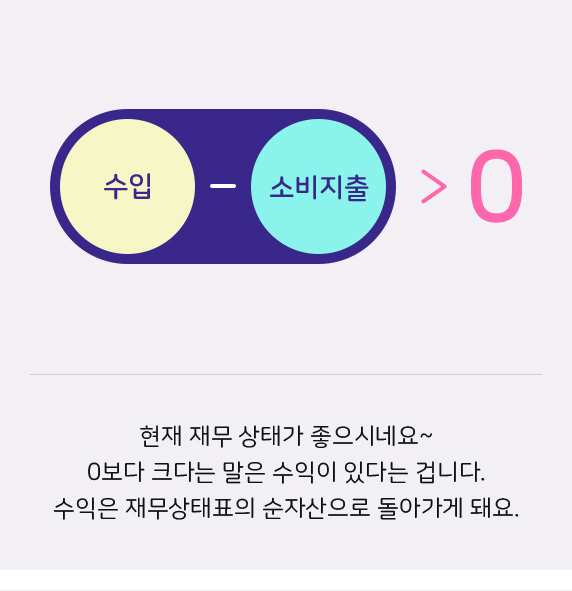 수입 – 소비지출 > 0
현재 재무 상태가 좋으시네요~
0보다 크다는 말은 수익이 있다는 겁니다.
수익은 재무상태표의 순자산으로 돌아가게 돼요.